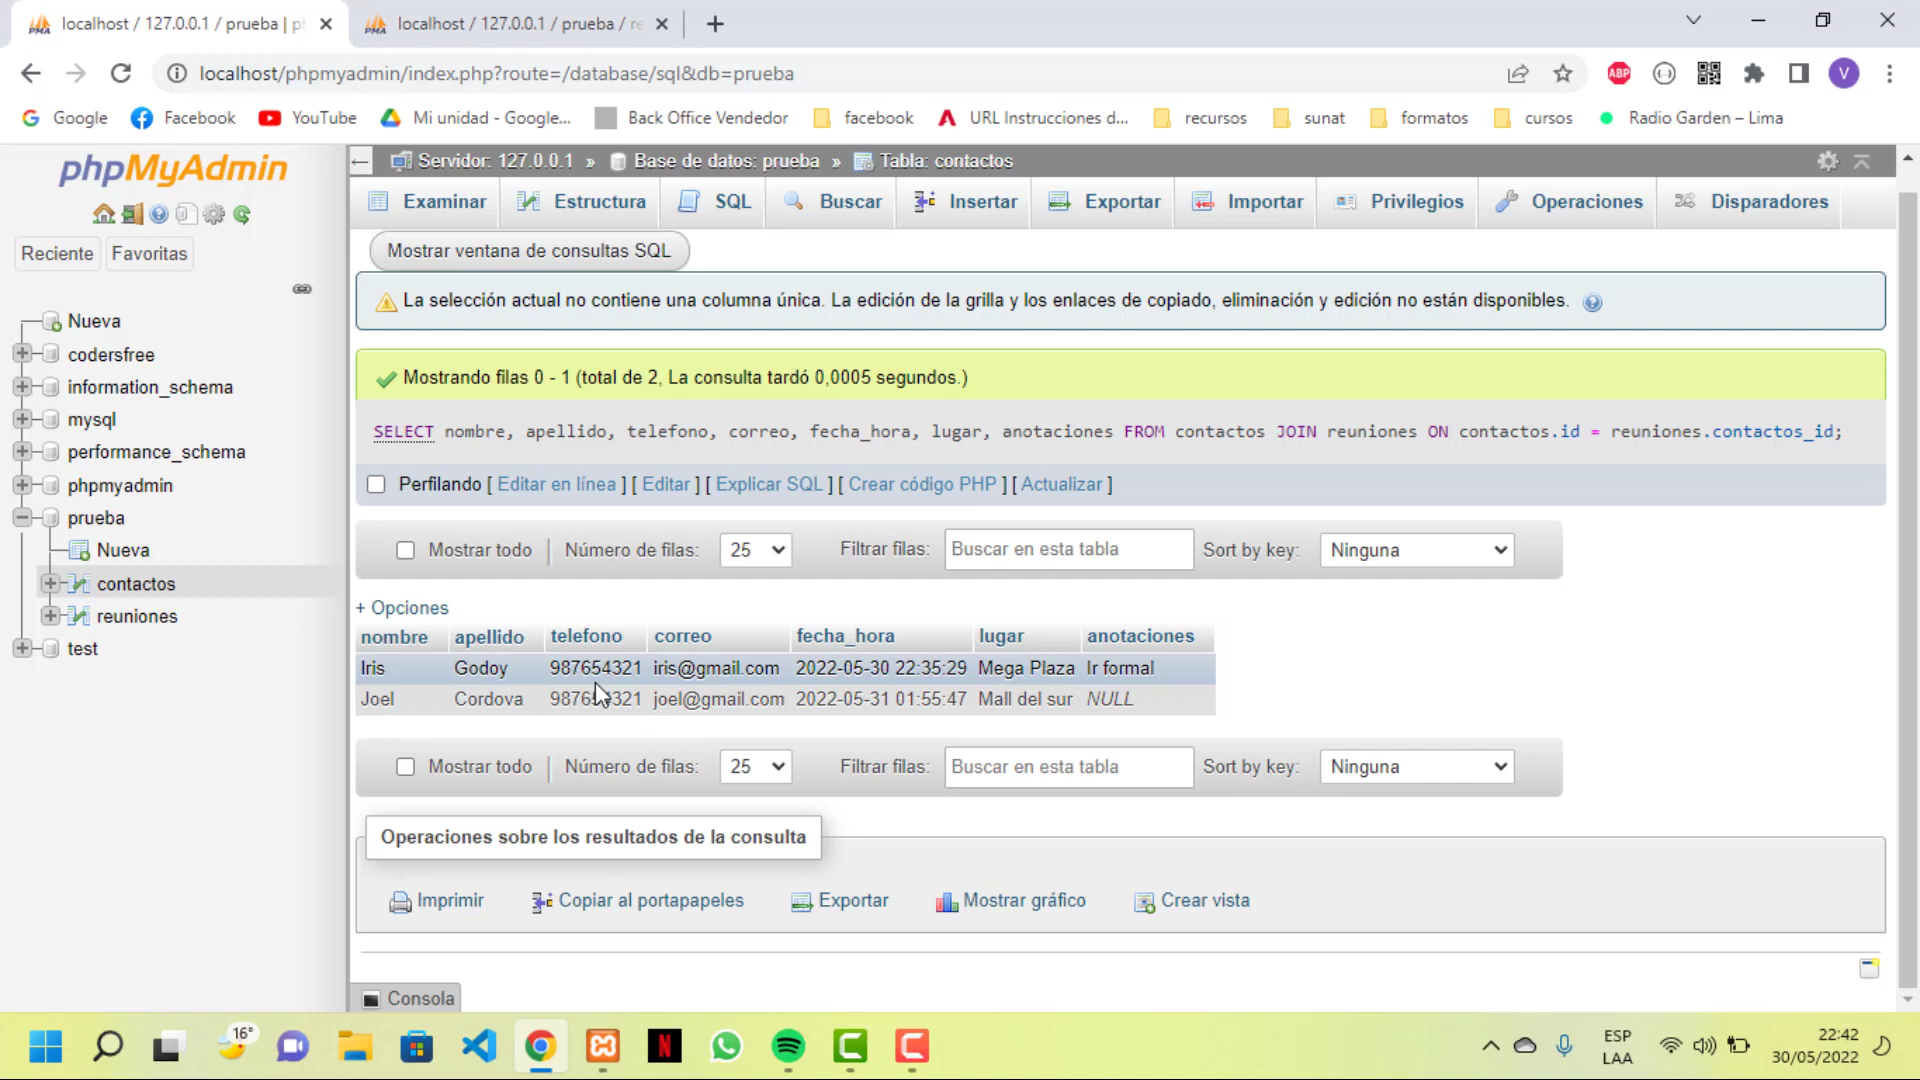 localhost / 127.0.0.1 / prueba | p
localhost / 127.0.0.1 / prueba / re
localhost/phpmyadmin/index.php?route=/database/sql&db=prueba
ABP
V
Google
Facebook
YouTube
Mi unidad - Google...
Back Office Vendedor
facebook
URL Instrucciones d...
recursos
sunat
formatos
cursos
Radio Garden – Lima
phpMyAdmin
Reciente
Favoritas
Nueva
codersfree
information_schema
mysql
performance_schema
phpmyadmin
prueba
Nueva
contactos
reuniones
test
Servidor: 127.0.0.1 » Base de datos: prueba » Tabla: contactos
Examinar Estructura SQL Buscar Insertar Exportar Importar Privilegios Operaciones Disparadores
Mostrar ventana de consultas SQL
La selección actual no contiene una columna única. La edición de la grilla y los enlaces de copiado, eliminación y edición no están disponibles.
Mostrando filas 0 - 1 (total de 2, La consulta tardó 0,0005 segundos.)
SELECT nombre, apellido, telefono, correo, fecha_hora, lugar, anotaciones FROM contactos JOIN reuniones ON contactos.id = reuniones.contactos_id;
Perfilando [ Editar en línea ] [ Editar ] [ Explicar SQL ] [ Crear código PHP ] [ Actualizar ]
Mostrar todo | Número de filas: 25 Filtrar filas: Buscar en esta tabla Sort by key: Ninguna
+ Opciones
nombre apellido telefono correo fecha_hora lugar anotaciones
Iris Godoy 987654321 iris@gmail.com 2022-05-30 22:35:29 Mega Plaza Ir formal
Joel Cordova 987654321 joel@gmail.com 2022-05-31 01:55:47 Mall del sur NULL
Mostrar todo | Número de filas: 25 Filtrar filas: Buscar en esta tabla Sort by key: Ninguna
Operaciones sobre los resultados de la consulta
Imprimir Copiar al portapapeles Exportar Mostrar gráfico Crear vista
Consola
16°
ESP
LAA
22:42
30/05/2022